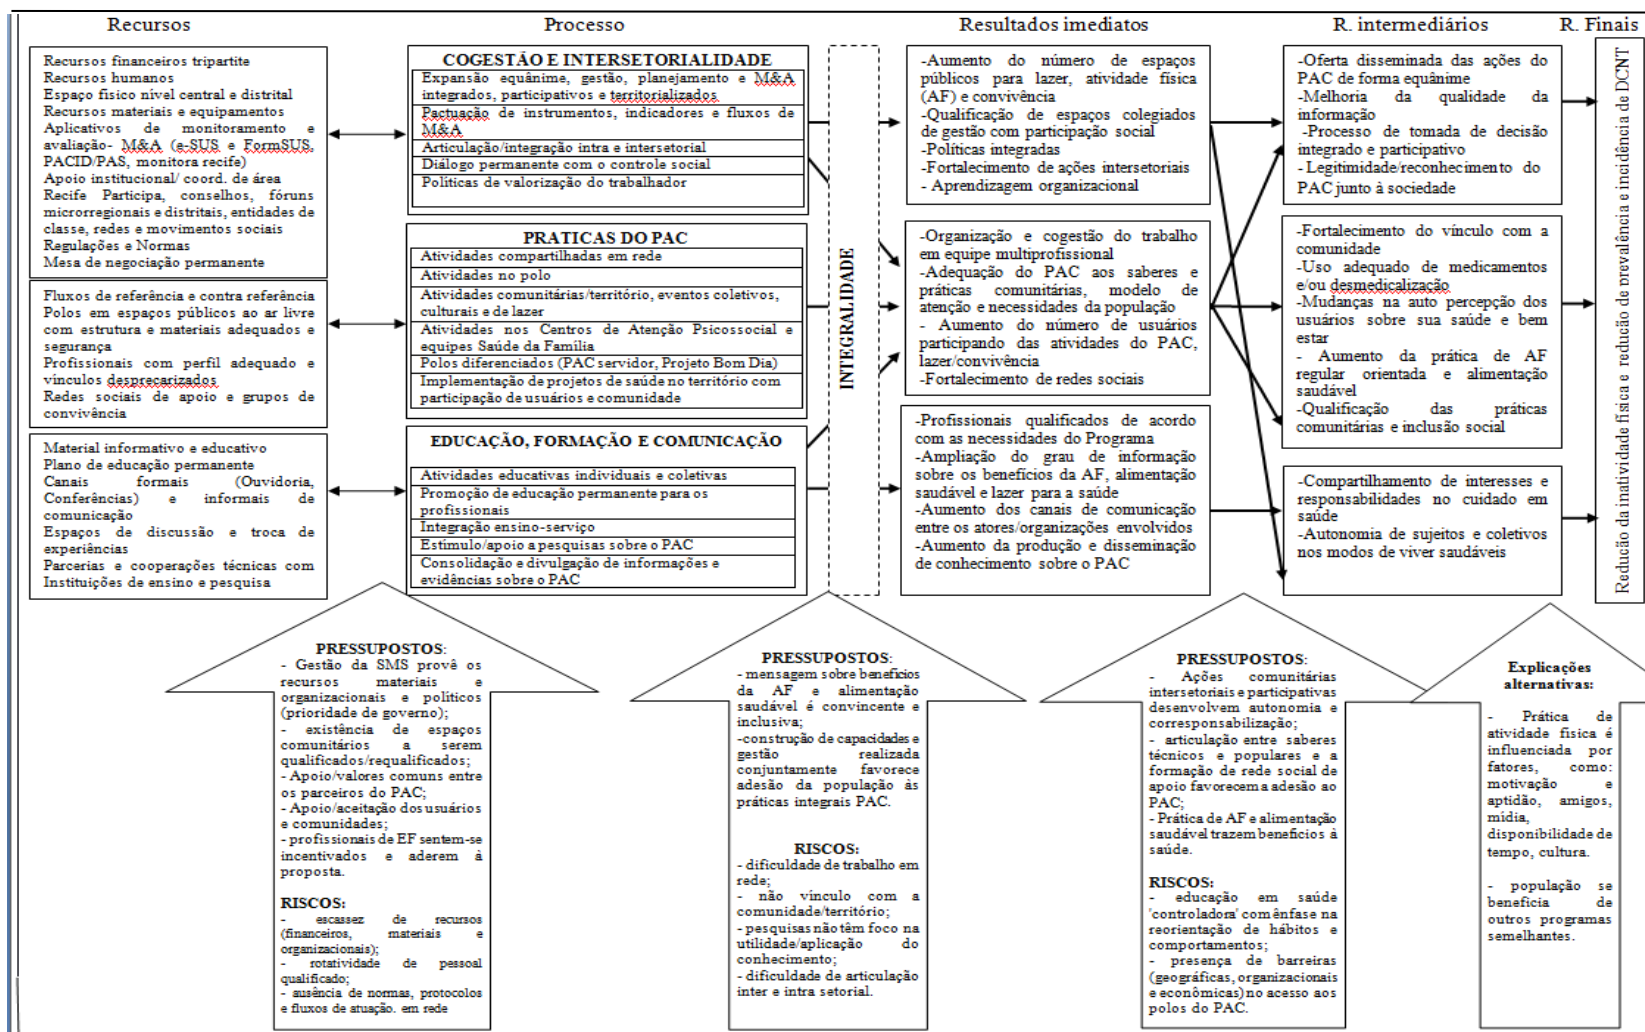 Recursos
Processo
Resultados imediatos
R. intermediários
R. Finais
Recursos financeiros tripartite
Recursos humanos
Espaço físico nível central e distrital
Recursos materiais e equipamentos
Aplicativos de monitoramento e
avaliação- M&A (e-SUS e FormSUS,
PACID/PAS, monitora recife)
Apoio institucional/ coord. de área
Recife Participa, conselhos, fóruns
microrregionais e distritais, entidades de
classe, redes e movimentos sociais
Regulações e Normas
Mesa de negociação permanente
Fluxos de referência e contra referência
Polos em espaços públicos ao ar livre
com estrutura e materiais adequados e
segurança
Profissionais com perfil adequado e
vínculos desprecarizados
Redes sociais de apoio e grupos de
convivência
Material informativo e educativo
Plano de educação permanente
Canais formais (Ouvidoria,
Conferências) e informais de
comunicação
Espaços de discussão e troca de
experiências
Parcerias e cooperações técnicas com
Instituições de ensino e pesquisa
COGESTÃO E INTERSETORIALIDADE
Expansão equânime, gestão, planejamento e M&A
integrados, participativos e territorializados
Pactuação de instrumentos, indicadores e fluxos de
M&A
Articulação/integração intra e intersetorial
Diálogo permanente com o controle social
Políticas de valorização do trabalhador
PRATICAS DO PAC
Atividades compartilhadas em rede
Atividades no polo
Atividades comunitárias/território, eventos coletivos,
culturais e de lazer
Atividades nos Centros de Atenção Psicossocial e
equipes Saúde da Família
Polos diferenciados (PAC servidor, Projeto Bom Dia)
Implementação de projetos de saúde no território com
participação de usuários e comunidade
EDUCAÇÃO, FORMAÇÃO E COMUNICAÇÃO
Atividades educativas individuais e coletivas
Promoção de educação permanente para os
profissionais
Integração ensino-serviço
Estímulo/apoio a pesquisas sobre o PAC
Consolidação e divulgação de informações e
evidências sobre o PAC
INTEGRALIDADE
-Aumento do número de espaços
públicos para lazer, atividade física
(AF) e convivência
-Qualificação de espaços colegiados
de gestão com participação social
-Políticas integradas
-Fortalecimento de ações intersetoriais
- Aprendizagem organizacional
-Organização e cogestão do trabalho
em equipe multiprofissional
-Adequação do PAC aos saberes e
práticas comunitárias, modelo de
atenção e necessidades da população
- Aumento do número de usuários
participando das atividades do PAC,
lazer/convivência
-Fortalecimento de redes sociais
-Profissionais qualificados de acordo
com as necessidades do Programa
-Ampliação do grau de informação
sobre os benefícios da AF, alimentação
saudável e lazer para a saúde
-Aumento dos canais de comunicação
entre os atores/organizações envolvidos
-Aumento da produção e disseminação
de conhecimento sobre o PAC
-Oferta disseminada das ações do
PAC de forma equânime
-Melhoria da qualidade da
informação
-Processo de tomada de decisão
integrado e participativo
- Legitimidade/reconhecimento do
PAC junto à sociedade
-Fortalecimento do vínculo com a
comunidade
-Uso adequado de medicamentos
e/ou desmedicalização
-Mudanças na auto percepção dos
usuários sobre sua saúde e bem
estar
- Aumento da prática de AF
regular orientada e alimentação
saudável
-Qualificação das práticas
comunitárias e inclusão social
-Compartilhamento de interesses e
responsabilidades no cuidado em
saúde
-Autonomia de sujeitos e coletivos
nos modos de viver saudáveis
Redução da inatividade física e redução de prevalência e incidência de DCNT
PRESSUPOSTOS:
- Gestão da SMS provê os
recursos materiais e
organizacionais e políticos
(prioridade de governo);
- existência de espaços
comunitários a serem
qualificados/requalificados;
- Apoio/valores comuns entre
os parceiros do PAC;
- Apoio/aceitação dos usuários
e comunidades;
- profissionais de EF sentem-se
incentivados e aderem à
proposta.
RISCOS:
- escassez de recursos
(financeiros, materiais e
organizacionais);
- rotatividade de pessoal
qualificado;
- ausência de normas, protocolos
e fluxos de atuação. em rede
PRESSUPOSTOS:
- mensagem sobre benefícios
da AF e alimentação
saudável é convincente e
inclusiva;
-construção de capacidades e
gestão realizada
conjuntamente favorece
adesão da população às
práticas integrais PAC.
RISCOS:
- dificuldade de trabalho em
rede;
- não vínculo com a
comunidade/território;
- pesquisas não têm foco na
utilidade/aplicação do
conhecimento;
- dificuldade de articulação
inter e intra setorial.
PRESSUPOSTOS:
- Ações comunitárias
intersetoriais e participativas
desenvolvem autonomia e
corresponsabilização;
- articulação entre saberes
técnicos e populares e a
formação de rede social de
apoio favorecem a adesão ao
PAC;
- Prática de AF e alimentação
saudável trazem benefícios à
saúde.
RISCOS:
- educação em saúde
'controladora' com ênfase na
reorientação de hábitos e
comportamentos;
- presença de barreiras
(geográficas, organizacionais
e econômicas) no acesso aos
polos do PAC.
Explicações
alternativas:
- Prática de
atividade física é
influenciada por
fatores, como:
motivação e
aptidão, amigos,
mídia,
disponibilidade de
tempo, cultura.
- população se
beneficia de
outros programas
semelhantes.